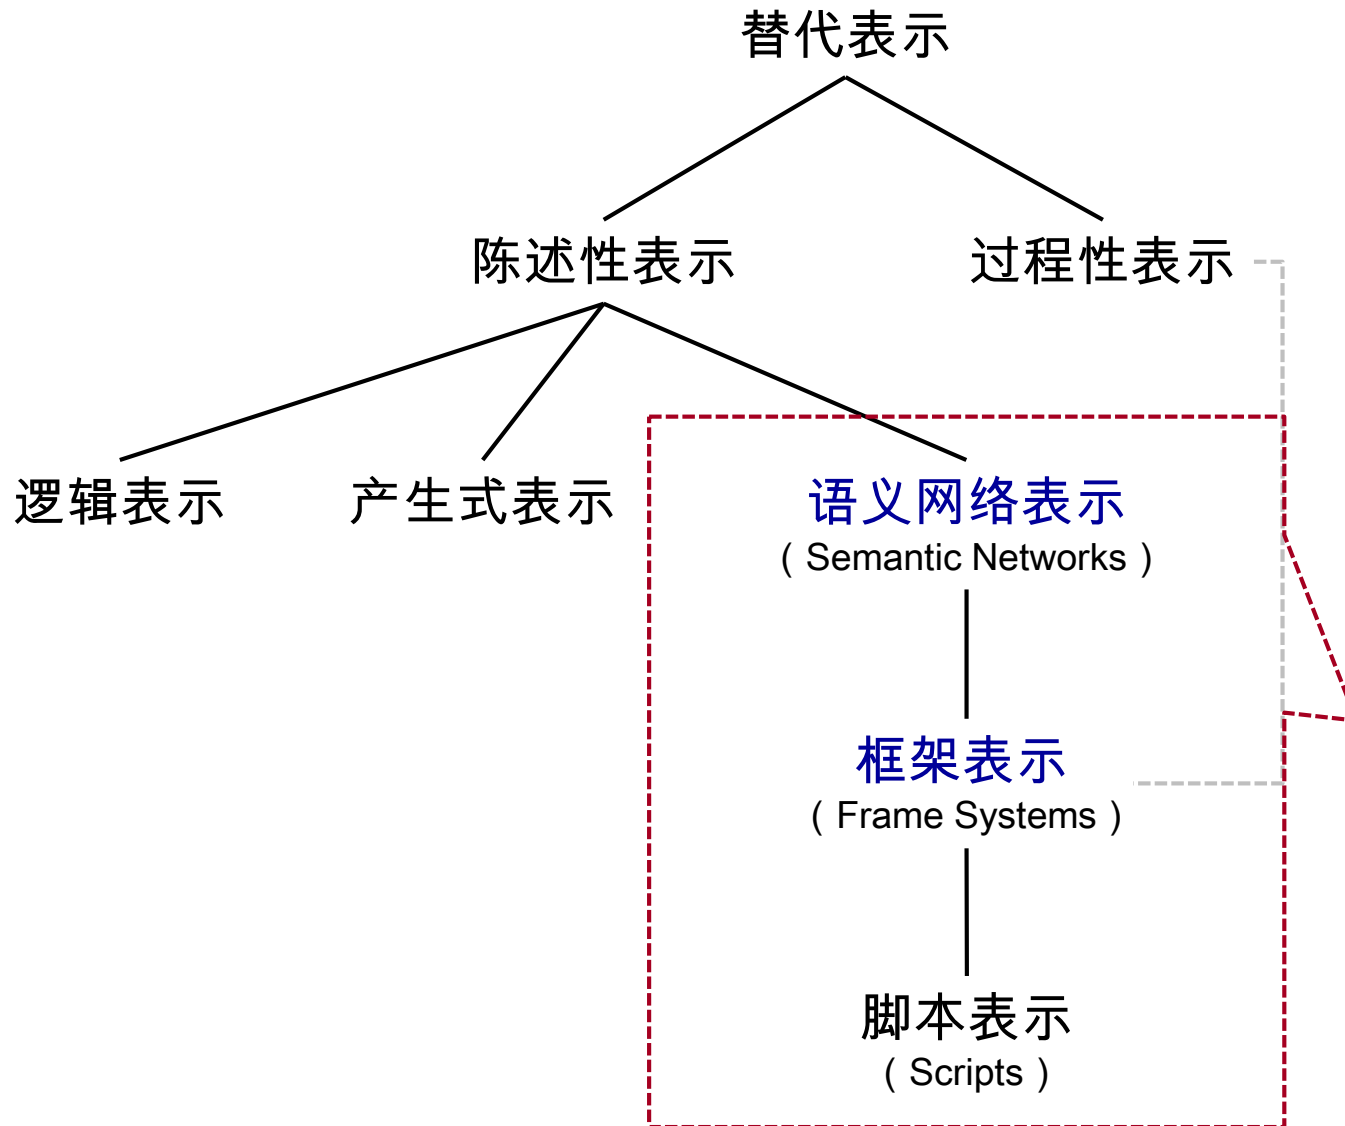 替代表示
陈述性表示
过程性表示
逻辑表示
产生式表示
语义网络表示
（Semantic Networks）
框架表示
（Frame Systems）
脚本表示
（Scripts）